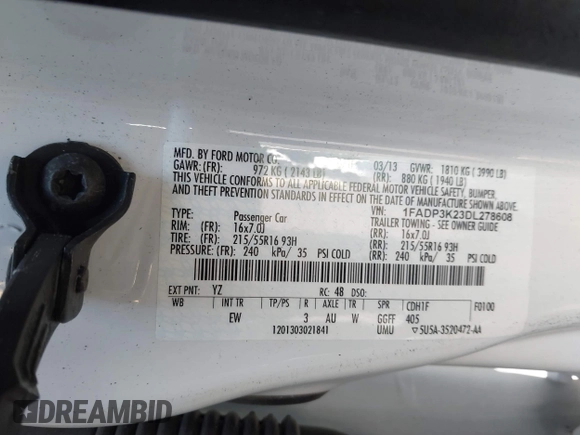 MFD. BY FORD MOTOR CO.
03/13 GVWR: 1810 KG ( 3990 LB)
GAWR: (FR): 972 KG ( 2143 LB) (RR): 880 KG ( 1940 LB)
THIS VEHICLE CONFORMS TO ALL APPLICABLE FEDERAL MOTOR VEHICLE SAFETY, BUMPER,
AND THEFT PREVENTION STANDARDS IN EFFECT ON THE DATE OF MANUFACTURE SHOWN ABOVE.
VIN: 1FADP3K23DL278608
TYPE: Passenger Car TRAILER TOWING - SEE OWNER GUIDE
RIM: (FR): 16x7.0J (RR): 16x7.0J
TIRE: (FR): 215/55R16 93H (RR): 215/55R16 93H
PRESSURE: (FR): 240 kPa/ 35 PSI COLD (RR): 240 kPa/ 35 PSI COLD
EXT PNT: YZ RC: 48 DSO: F0100
WB INT TR TP/PS R AXLE TR SPR CDH1F
EW 3 AU W GGFF 405
1201303021841 UMU ▽5U5A-3520472-AA
DREAMBID